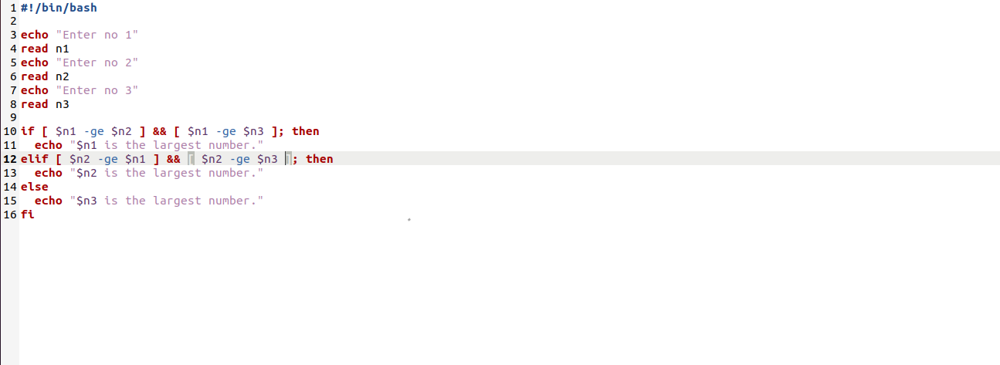 1 #!/bin/bash
2
3 echo "Enter no 1"
4 read n1
5 echo "Enter no 2"
6 read n2
7 echo "Enter no 3"
8 read n3
9
10 if [ $n1 -ge $n2 ] && [ $n1 -ge $n3 ]; then
11   echo "$n1 is the largest number."
12 elif [ $n2 -ge $n1 ] && [ $n2 -ge $n3 ]; then
13   echo "$n2 is the largest number."
14 else
15   echo "$n3 is the largest number."
16 fi